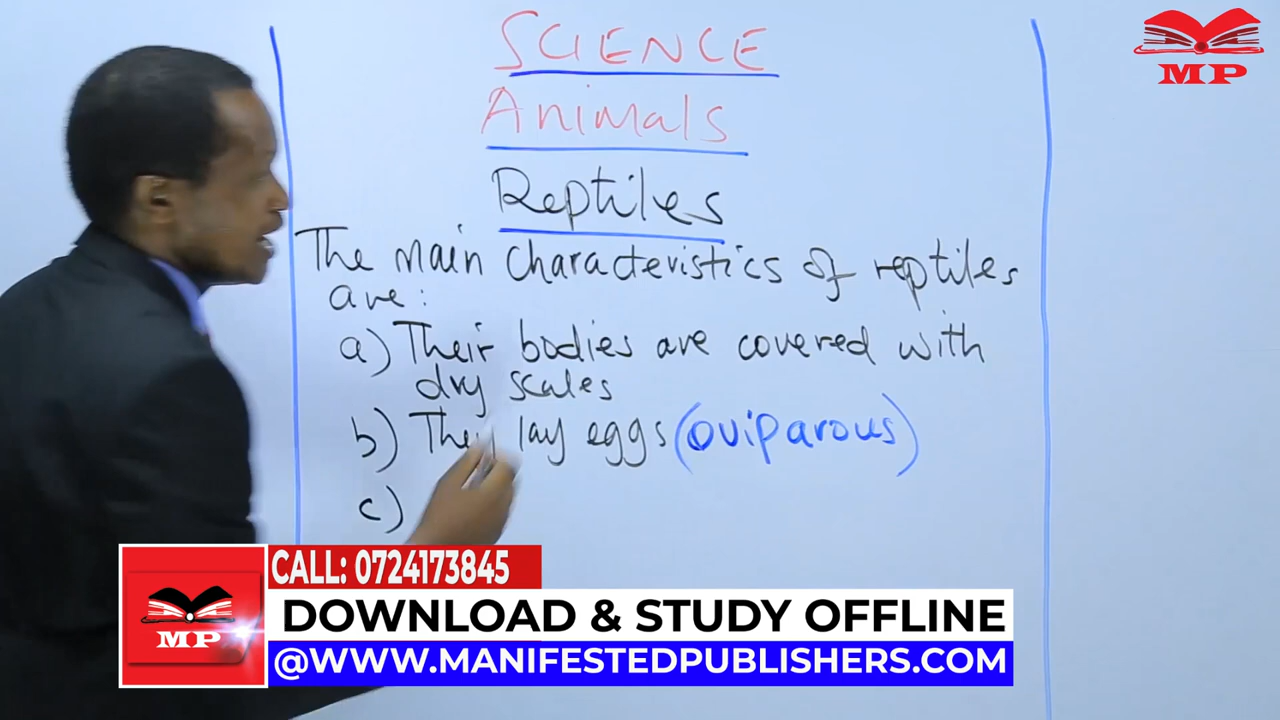 SCIENCE
Animals
Reptiles
The main characteristics of reptiles
are:
a) Their bodies are covered with
dry scales
b) They lay eggs (oviparous)
c)
MP
CALL: 0724173845
DOWNLOAD & STUDY OFFLINE
@WWW.MANIFESTEDPUBLISHERS.COM
MP